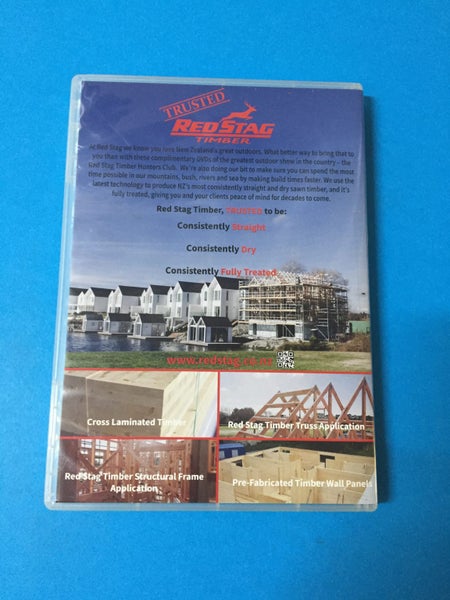 TRUSTED
RED STAG
TIMBER
At Red Stag we know you love New Zealand's great outdoors. What better way to bring that to
you than with these complimentary DVDs of the greatest outdoor show in the country – the
Red Stag Timber Hunters Club. We're also doing our bit to make sure you can spend the most
time possible in our mountains, bush, rivers and sea by making build times faster. We use the
latest technology to produce NZ's most consistently straight and dry sawn timber, and it's
fully treated, giving you and your clients peace of mind for decades to come.
Red Stag Timber, TRUSTED to be:
Consistently Straight
Consistently Dry
Consistently Fully Treated
www.redstag.co.nz
Cross Laminated Timber
Red Stag Timber Truss Application
Red Stag Timber Structural Frame
Application
Pre-Fabricated Timber Wall Panels